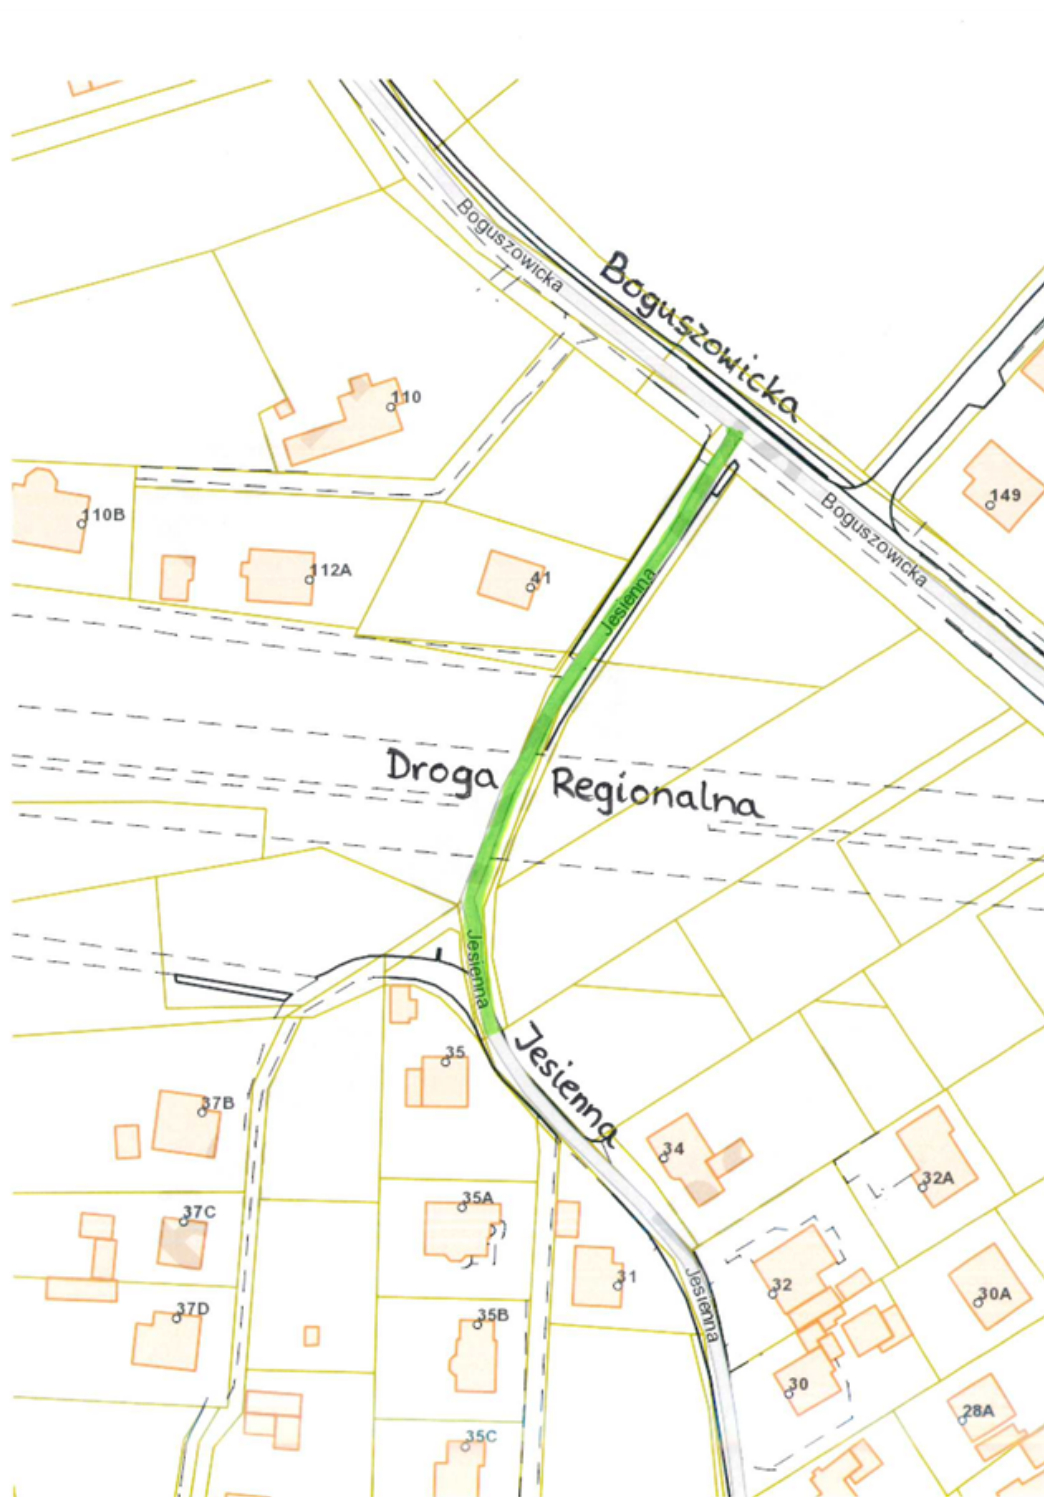 Boguszowicka
Boguszowicka
110
149
110B
Boguszowicka
112A
41
Jesienna
Droga Regionalna
Jesienna
Jesienna
35
37B
34
32A
35A
37C
31
32
30A
Jesienna
37D
35B
30
28A
35C